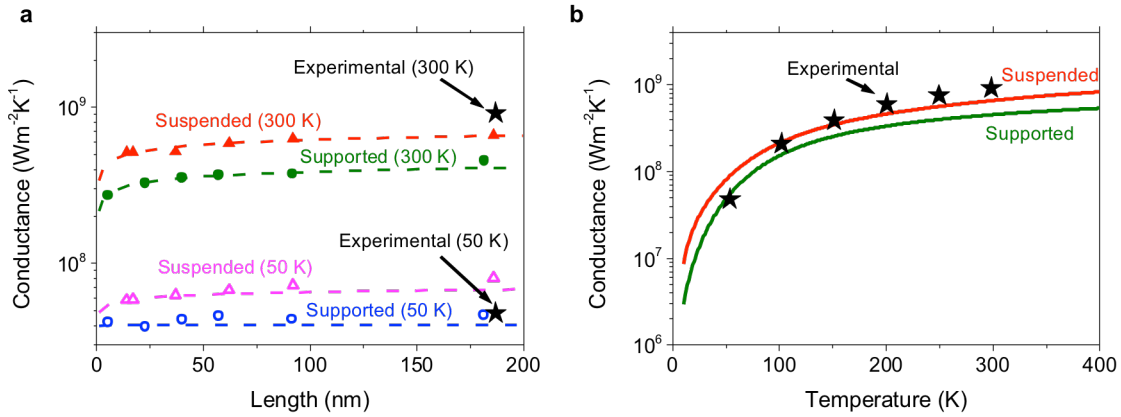 a
Conductance (Wm⁻²K⁻¹)
10⁹
10⁸
Experimental (300 K)
Suspended (300 K)
Supported (300 K)
Experimental (50 K)
Suspended (50 K)
Supported (50 K)
0 50 100 150 200
Length (nm)
b
Conductance (Wm⁻²K⁻¹)
10⁹
10⁸
10⁷
10⁶
Experimental
Suspended
Supported
0 100 200 300 400
Temperature (K)